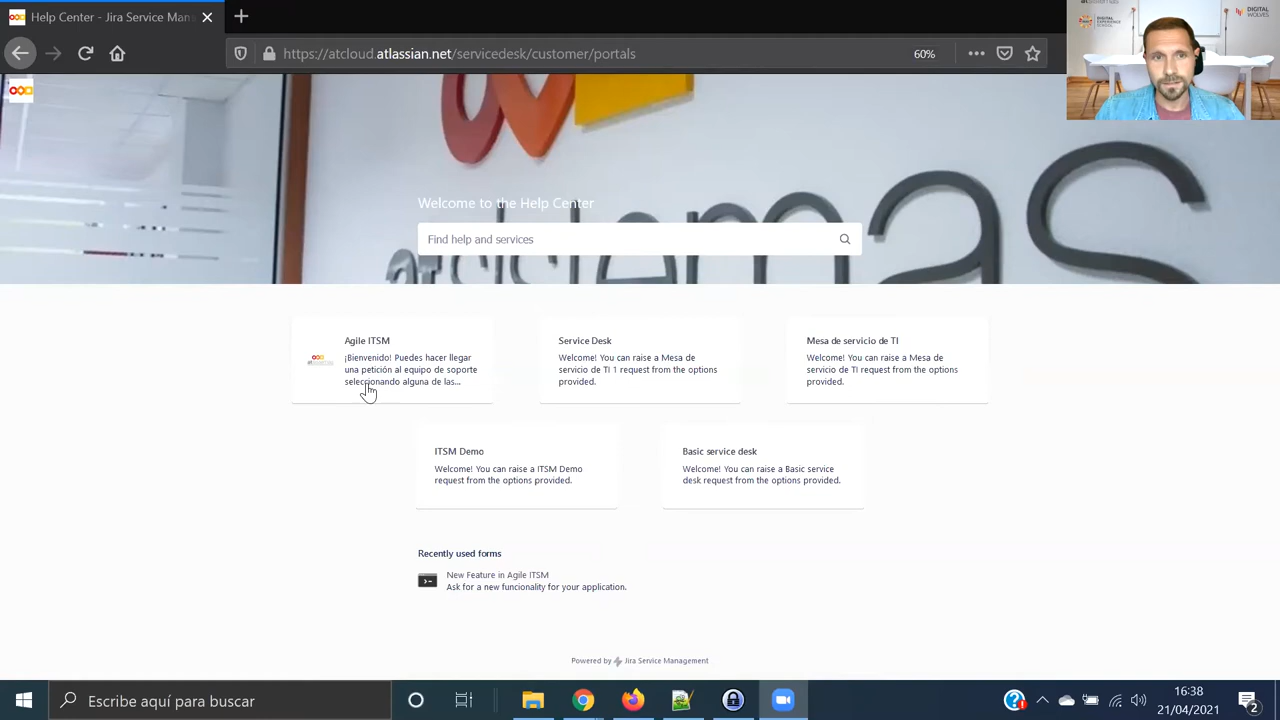 Help Center - Jira Service Man
https://atcloud.atlassian.net/servicedesk/customer/portals
60%
DIGITAL EXPERIENCE
DIGITAL WOLVES
atsistemas
Welcome to the Help Center
Find help and services
Agile ITSM
¡Bienvenido! Puedes hacer llegar
una petición al equipo de soporte
seleccionando alguna de las...
Service Desk
Welcome! You can raise a Mesa de
servicio de TI 1 request from the options
provided.
Mesa de servicio de TI
Welcome! You can raise a Mesa de
servicio de TI request from the options
provided.
ITSM Demo
Welcome! You can raise a ITSM Demo
request from the options provided.
Basic service desk
Welcome! You can raise a Basic service
desk request from the options provided.
Recently used forms
New Feature in Agile ITSM
Ask for a new funcionality for your application.
Powered by Jira Service Management
Escribe aquí para buscar
16:38
21/04/2021
2